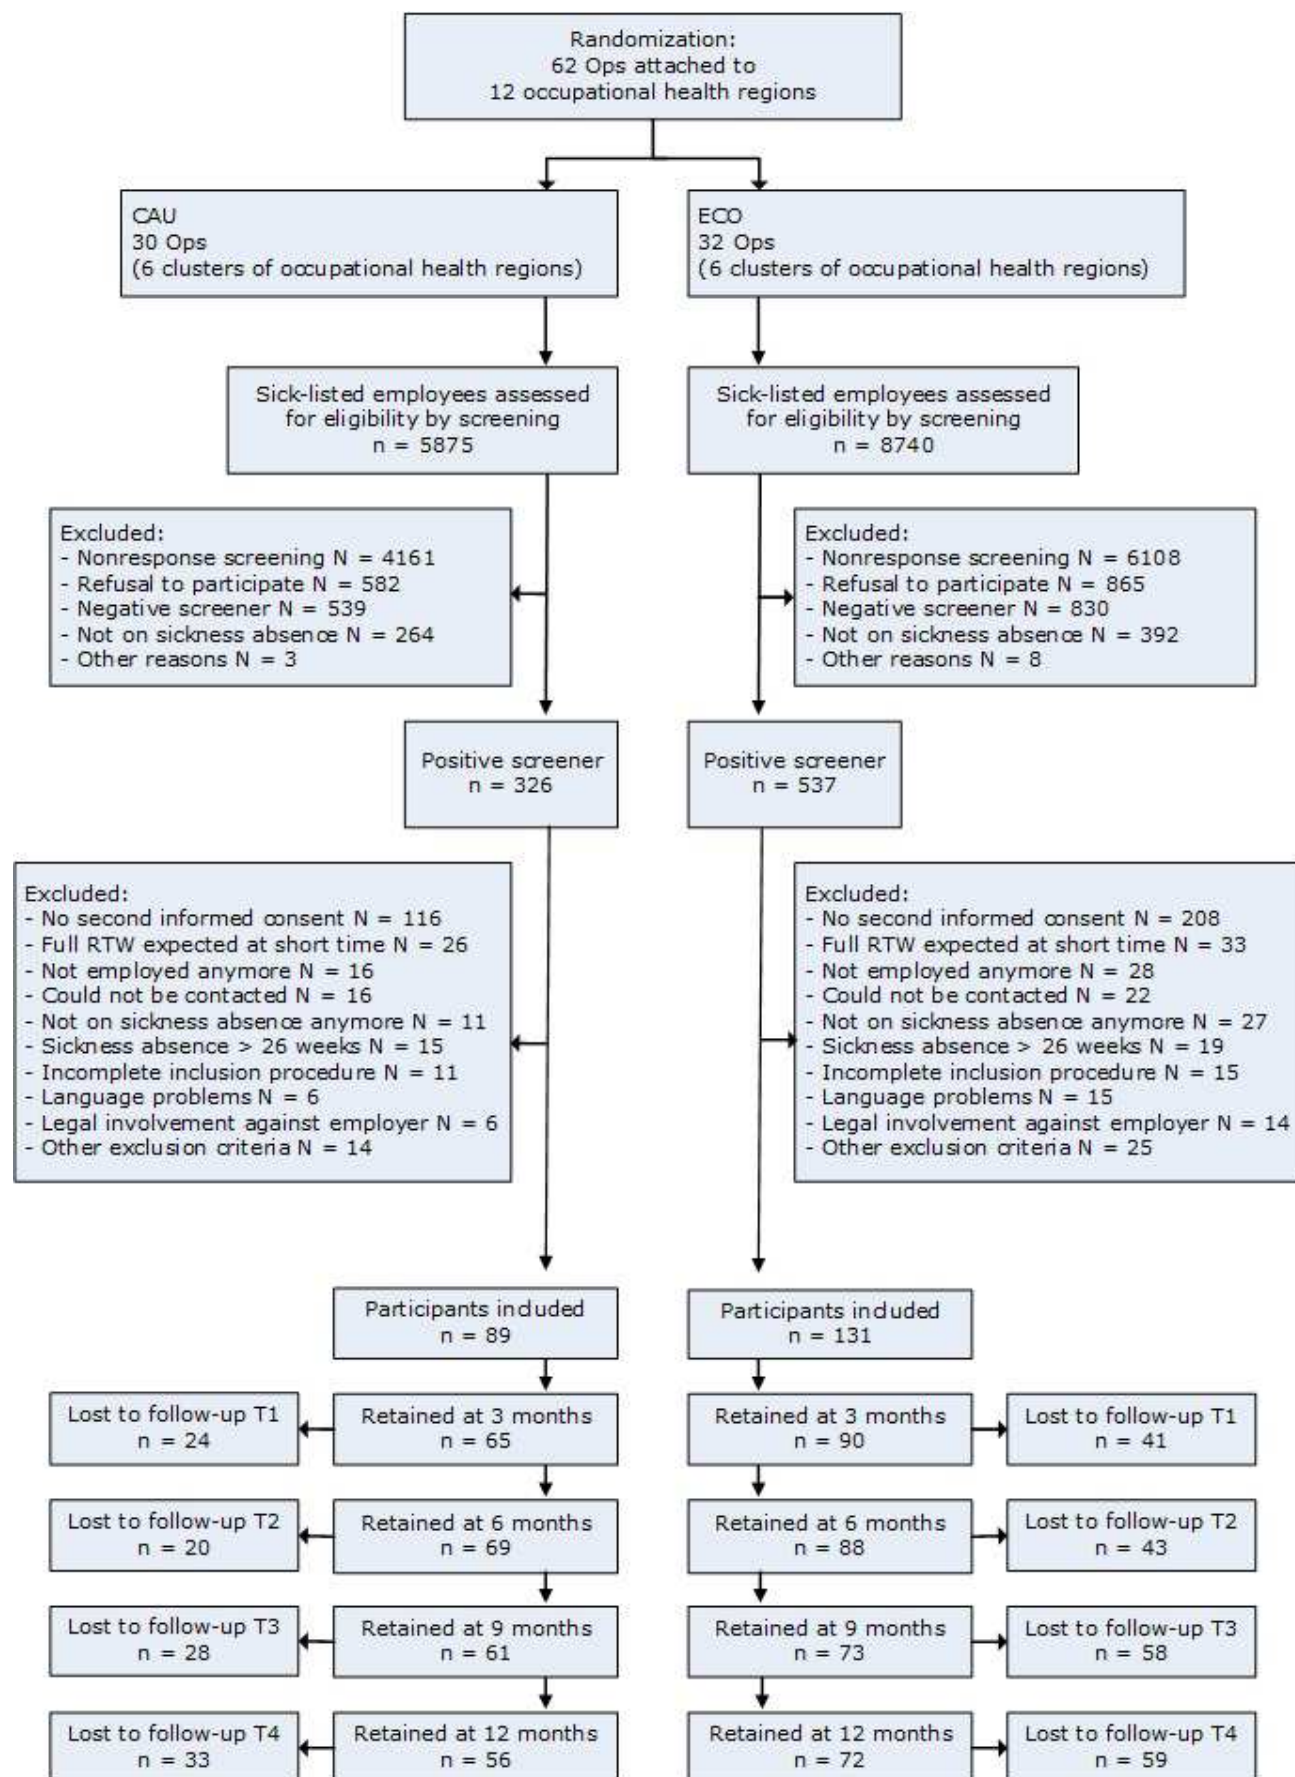 Randomization:
62 Ops attached to
12 occupational health regions
CAU
30 Ops
(6 clusters of occupational health regions)
ECO
32 Ops
(6 clusters of occupational health regions)
Sick-listed employees assessed
for eligibility by screening
n = 5875
Sick-listed employees assessed
for eligibility by screening
n = 8740
Excluded:
- Nonresponse screening N = 4161
- Refusal to participate N = 582
- Negative screener N = 539
- Not on sickness absence N = 264
- Other reasons N = 3
Excluded:
- Nonresponse screening N = 6108
- Refusal to participate N = 865
- Negative screener N = 830
- Not on sickness absence N = 392
- Other reasons N = 8
Positive screener
n = 326
Positive screener
n = 537
Excluded:
- No second informed consent N = 116
- Full RTW expected at short time N = 26
- Not employed anymore N = 16
- Could not be contacted N = 16
- Not on sickness absence anymore N = 11
- Sickness absence > 26 weeks N = 15
- Incomplete inclusion procedure N = 11
- Language problems N = 6
- Legal involvement against employer N = 6
- Other exclusion criteria N = 14
Excluded:
- No second informed consent N = 208
- Full RTW expected at short time N = 33
- Not employed anymore N = 28
- Could not be contacted N = 22
- Not on sickness absence anymore N = 27
- Sickness absence > 26 weeks N = 19
- Incomplete inclusion procedure N = 15
- Language problems N = 15
- Legal involvement against employer N = 14
- Other exclusion criteria N = 25
Participants included
n = 89
Participants included
n = 131
Lost to follow-up T1
n = 24
Retained at 3 months
n = 65
Retained at 3 months
n = 90
Lost to follow-up T1
n = 41
Lost to follow-up T2
n = 20
Retained at 6 months
n = 69
Retained at 6 months
n = 88
Lost to follow-up T2
n = 43
Lost to follow-up T3
n = 28
Retained at 9 months
n = 61
Retained at 9 months
n = 73
Lost to follow-up T3
n = 58
Lost to follow-up T4
n = 33
Retained at 12 months
n = 56
Retained at 12 months
n = 72
Lost to follow-up T4
n = 59